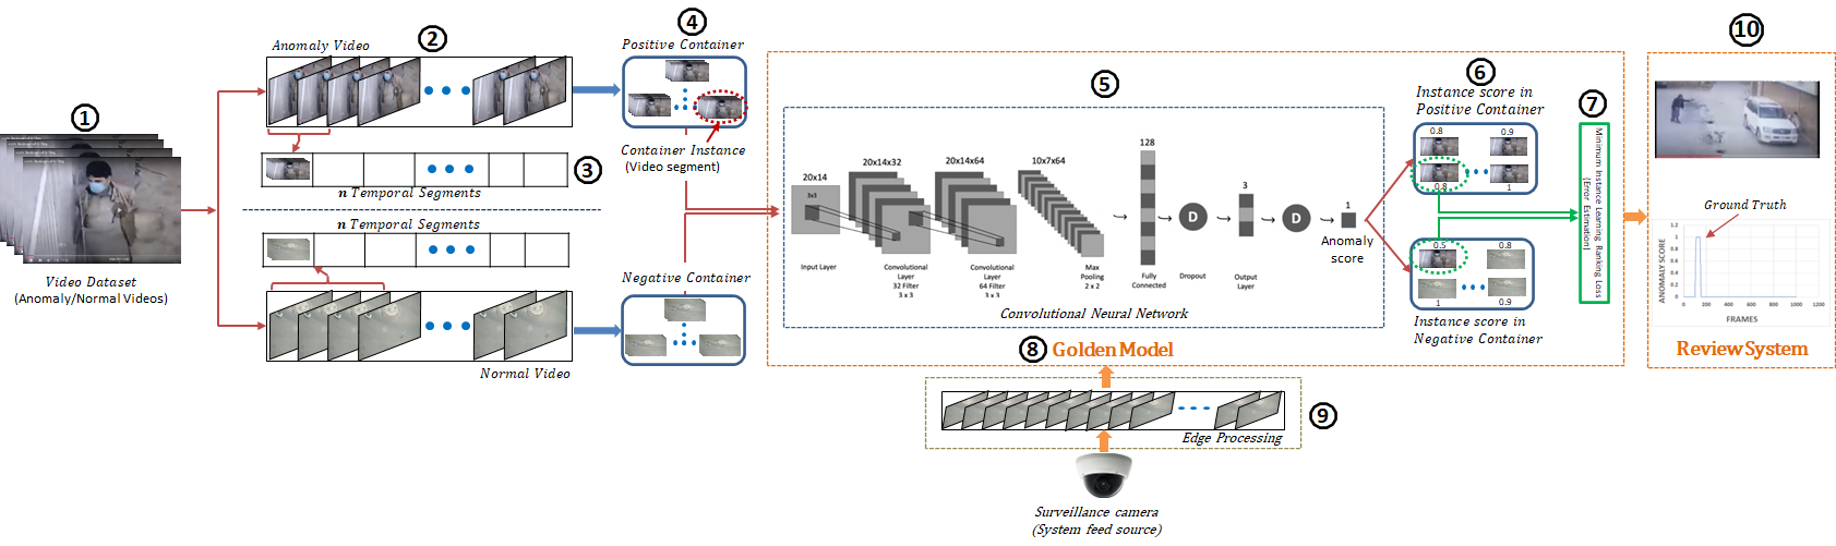 1
Video Dataset
(Anomaly/Normal Videos)
2
Anomaly Video
3
n Temporal Segments
n Temporal Segments
Normal Video
4
Positive Container
Container Instance
(Video segment)
Negative Container
5
20x14
3x3
Input Layer
20x14x32
Convolutional
Layer
32 Filter
3 x 3
20x14x64
Convolutional
Layer
64 Filter
3 x 3
10x7x64
Max
Pooling
2 x 2
128
Fully
Connected
D
Dropout
3
Output
Layer
D
1
Anomaly
score
Convolutional Neural Network
6
Instance score in
Positive Container
0.8
0.9
0.8
1
0.5
0.8
1
0.9
Instance score in
Negative Container
7
Minimum Instance Learning Ranking Loss
(Error Estimation)
8
Golden Model
9
Edge Processing
Surveillance camera
(System feed source)
10
Ground Truth
ANOMALY SCORE
1.2
1
0.8
0.6
0.4
0.2
0
0
200
400
600
800
1000
1200
FRAMES
Review System